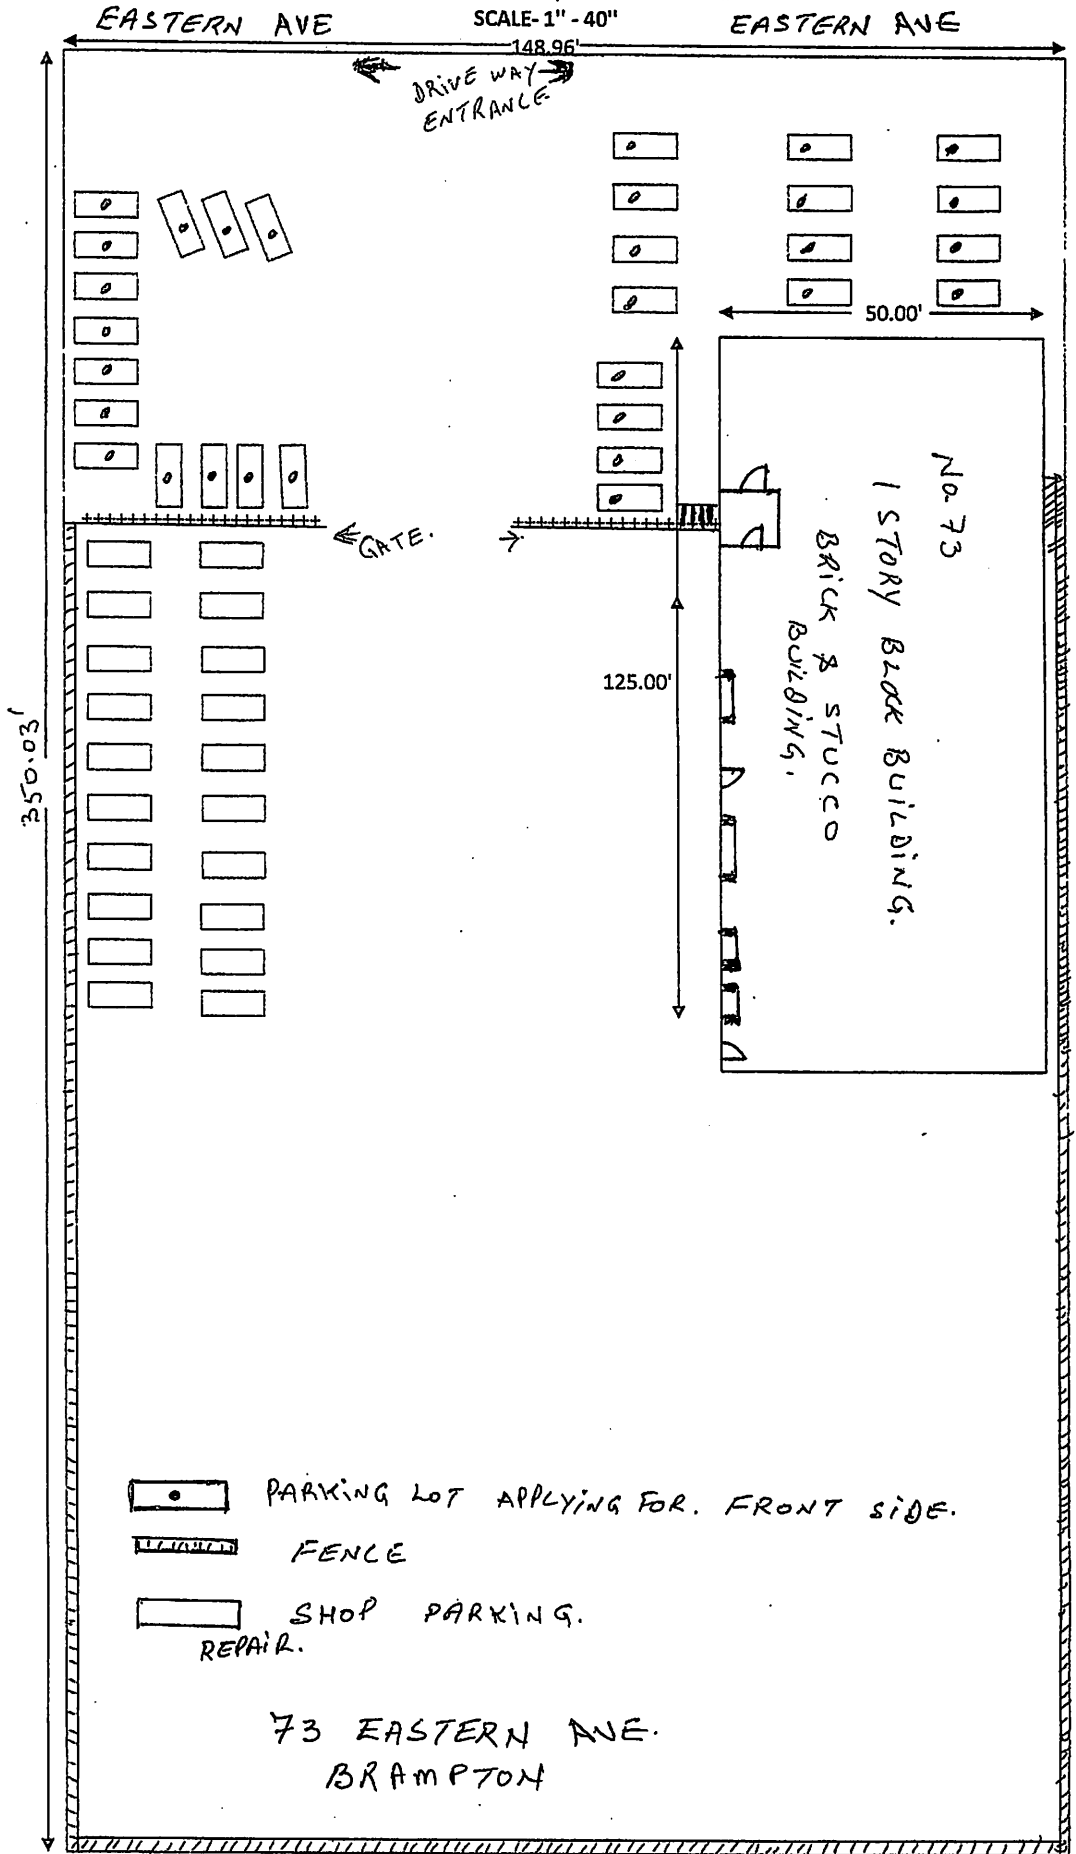 EASTERN AVE
SCALE- 1" - 40"
EASTERN AVE
148.96'
DRIVE WAY
ENTRANCE
50.00'
No. 73
1 STORY BLOCK BUILDING.
BRICK & STUCCO
BUILDING.
GATE.
125.00'
350.03'
PARKING LOT APPLYING FOR. FRONT SIDE.
FENCE
SHOP PARKING.
REPAIR.
73 EASTERN AVE.
BRAMPTON